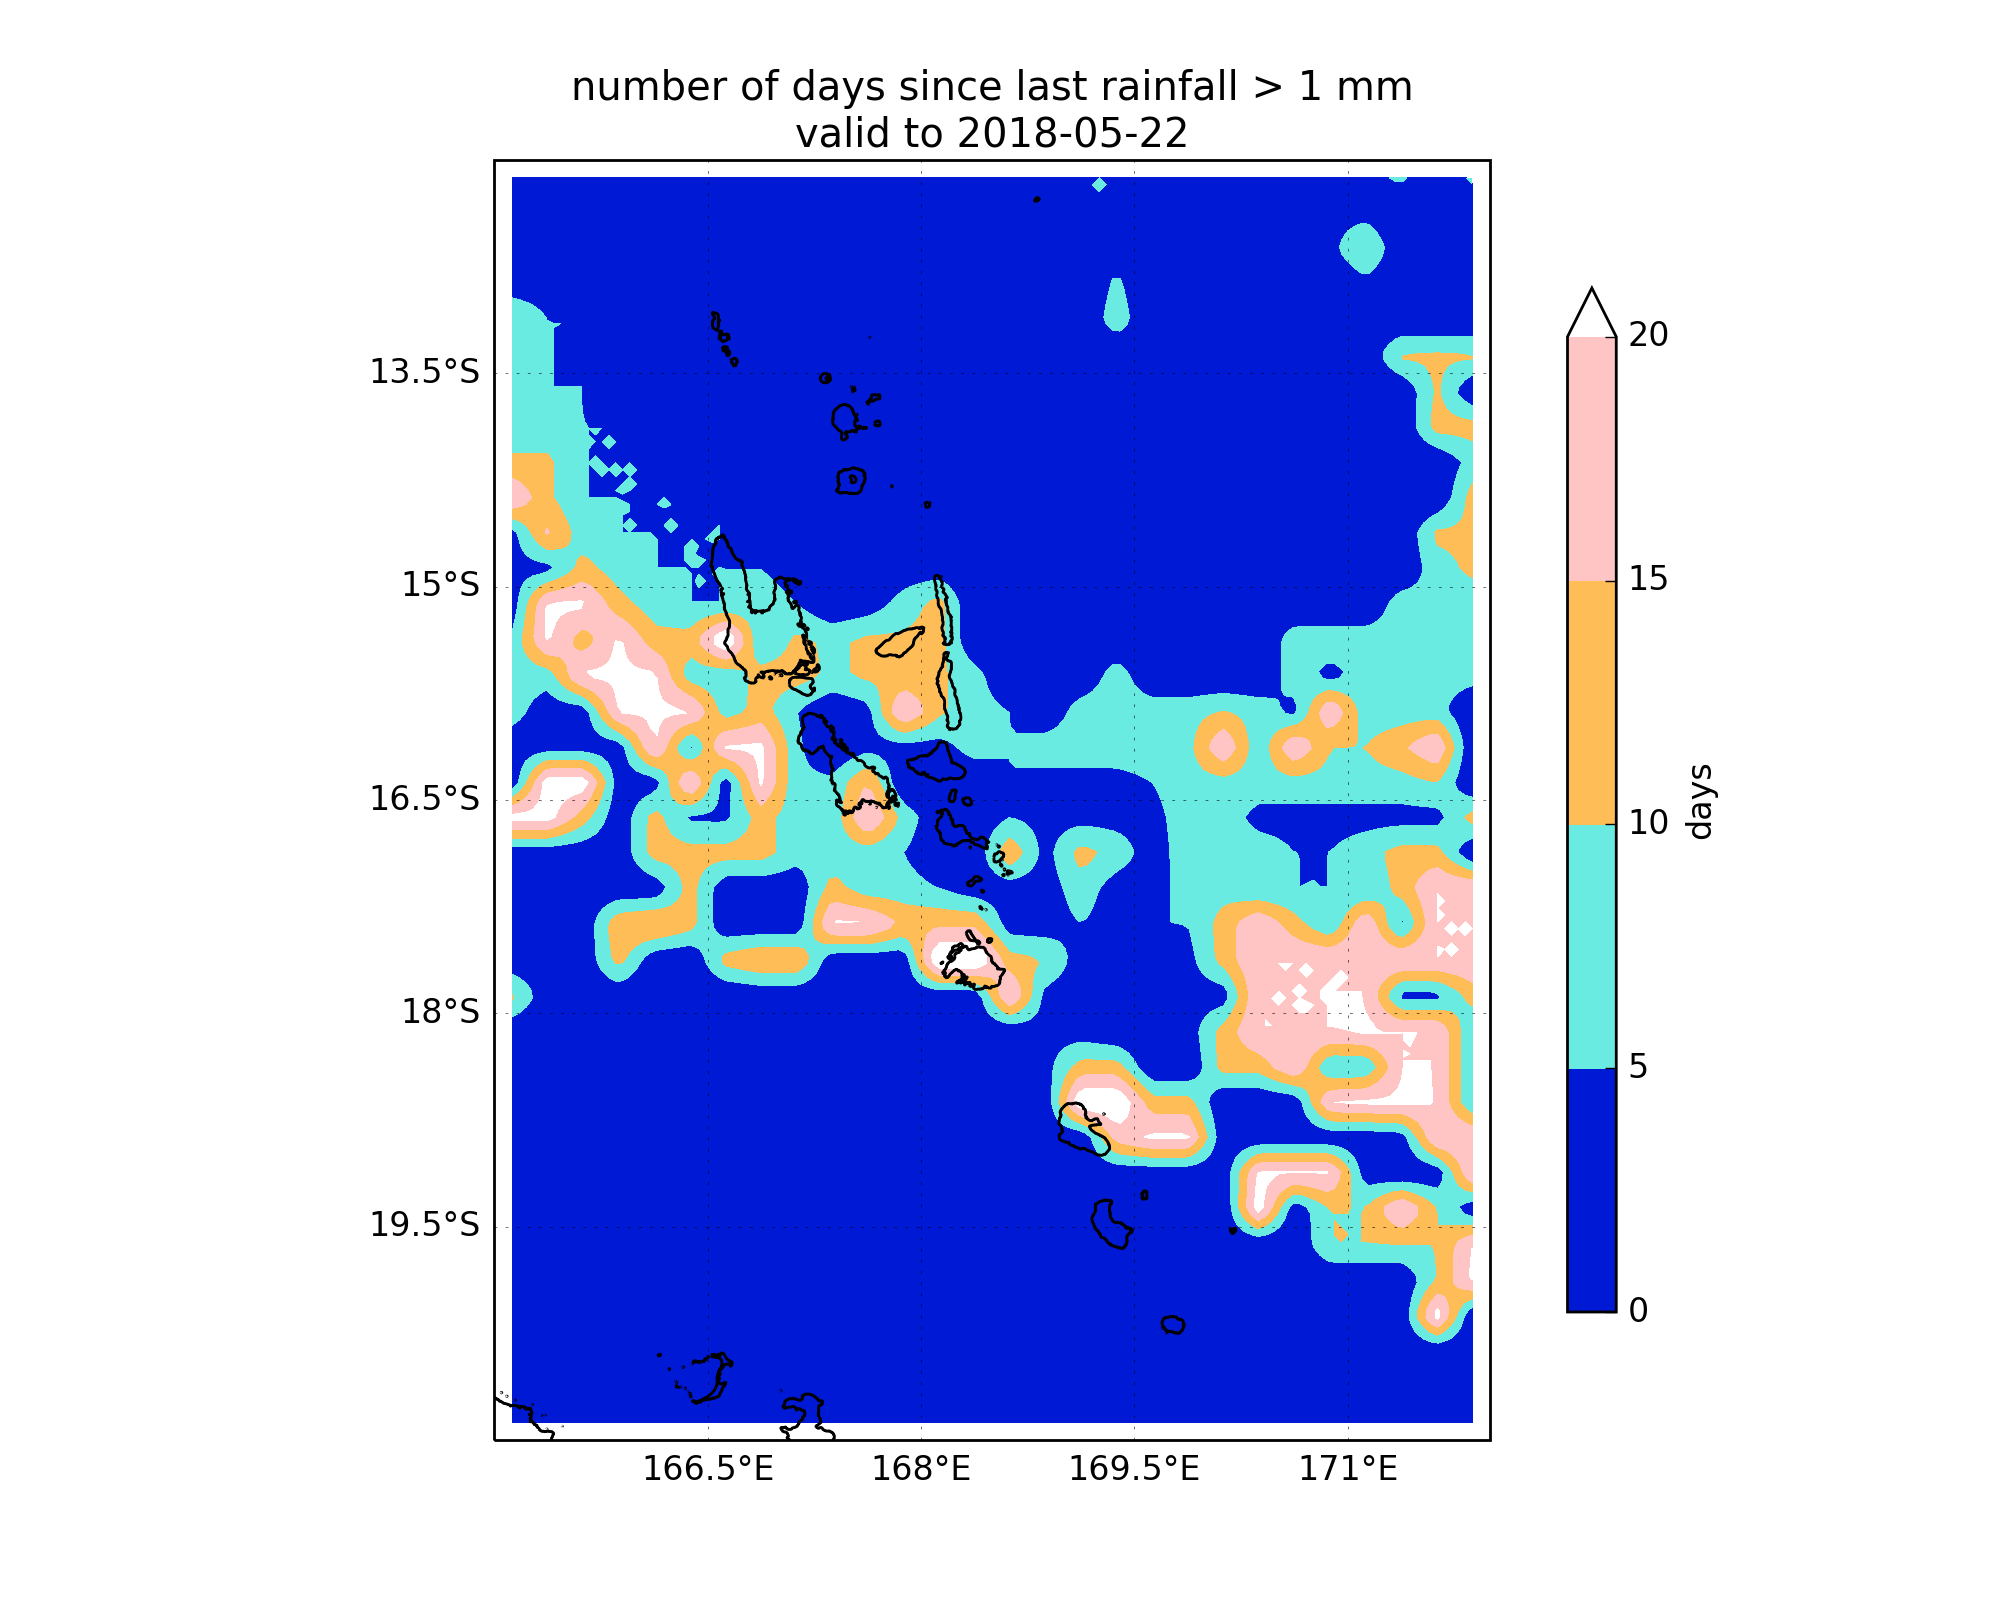 number of days since last rainfall > 1 mm
valid to 2018-05-22
13.5°S
15°S
16.5°S
18°S
19.5°S
166.5°E
168°E
169.5°E
171°E
20
15
10
5
0
days